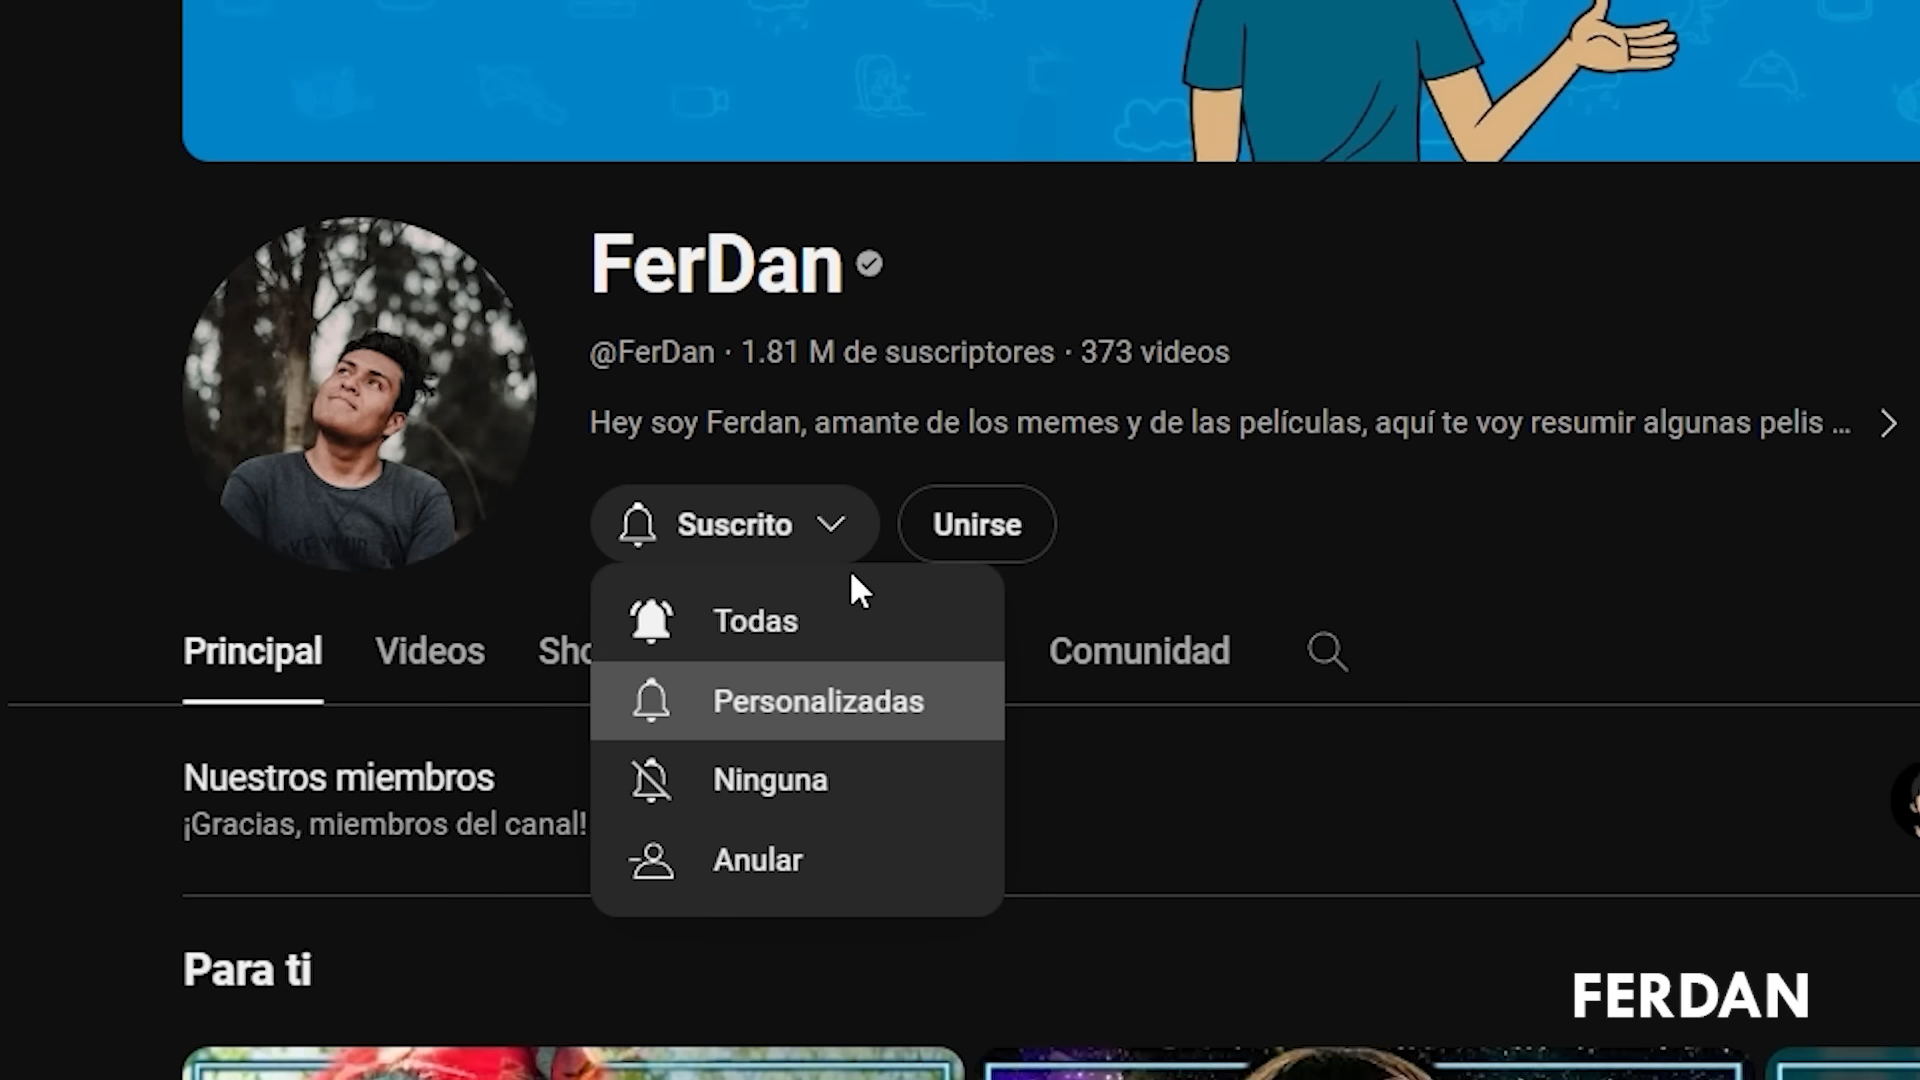 FerDan
@FerDan · 1.81 M de suscriptores · 373 videos
Hey soy Ferdan, amante de los memes y de las películas, aquí te voy resumir algunas pelis ...
Suscrito
Unirse
Todas
Personalizadas
Ninguna
Anular
Principal
Videos
Sho
Comunidad
Nuestros miembros
¡Gracias, miembros del canal!
Para ti
FERDAN